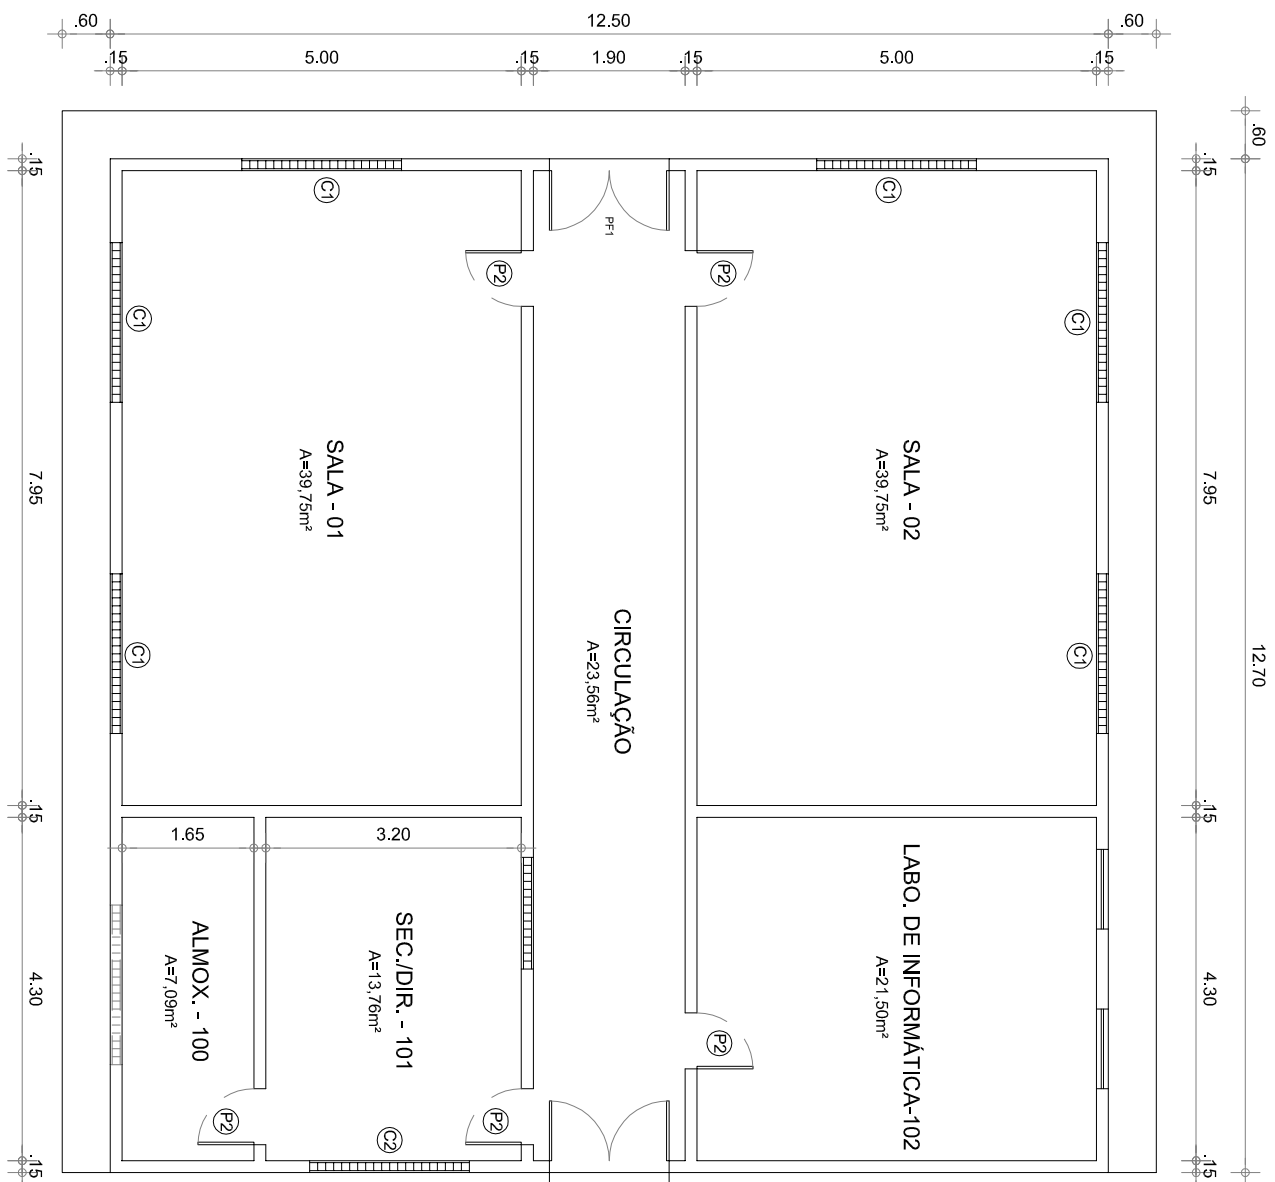 .60
12.50
.60
.15
5.00
.15
1.90
.15
5.00
.15
.60
.15
.15
C1
C1
PF1
P2
P2
C1
C1
SALA - 01
A=39,75m²
SALA - 02
A=39,75m²
7.95
7.95
CIRCULAÇÃO
A=23,56m²
C1
C1
12.70
.15
.15
1.65
3.20
ALMOX. - 100
A=7,09m²
SEC./DIR. - 101
A=13,76m²
LABO. DE INFORMÁTICA-102
A=21,50m²
4.30
4.30
P2
P2
P2
C2
.15
.15